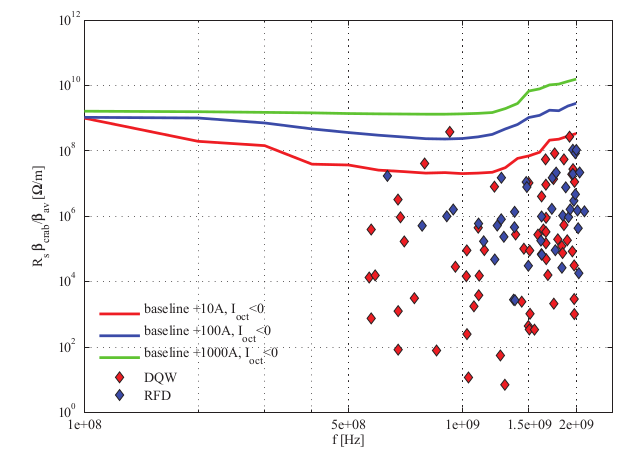 10^12
10^10
10^8
10^6
10^4
10^2
10^0
R_s β_crab/β_av [Ω/m]
baseline +10A, I_oct<0
baseline +100A, I_oct<0
baseline +1000A, I_oct<0
DQW
RFD
1e+08 5e+08 1e+09 1.5e+09 2e+09
f [Hz]